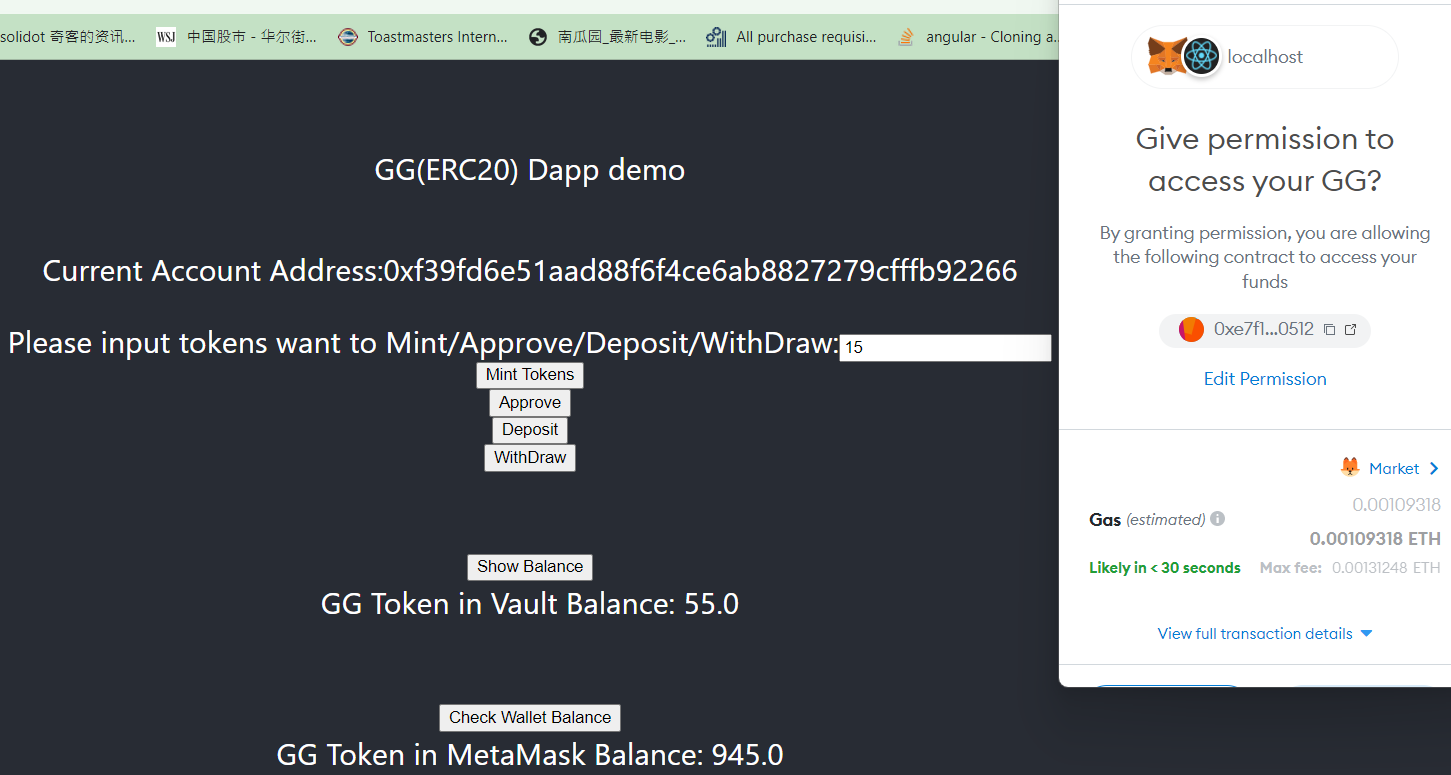 solidot 奇客的资讯...
WSJ 中国股市 - 华尔街...
Toastmasters Intern...
南瓜园_最新电影_...
All purchase requisi...
angular - Cloning a...
GG(ERC20) Dapp demo
Current Account Address:0xf39fd6e51aad88f6f4ce6ab8827279cfffb92266
Please input tokens want to Mint/Approve/Deposit/WithDraw:15
Mint Tokens
Approve
Deposit
WithDraw
Show Balance
GG Token in Vault Balance: 55.0
Check Wallet Balance
GG Token in MetaMask Balance: 945.0
localhost
Give permission to
access your GG?
By granting permission, you are allowing
the following contract to access your
funds
0xe7f1...0512
Edit Permission
Market
0.00109318
Gas (estimated)
0.00109318 ETH
Likely in < 30 seconds
Max fee: 0.00131248 ETH
View full transaction details